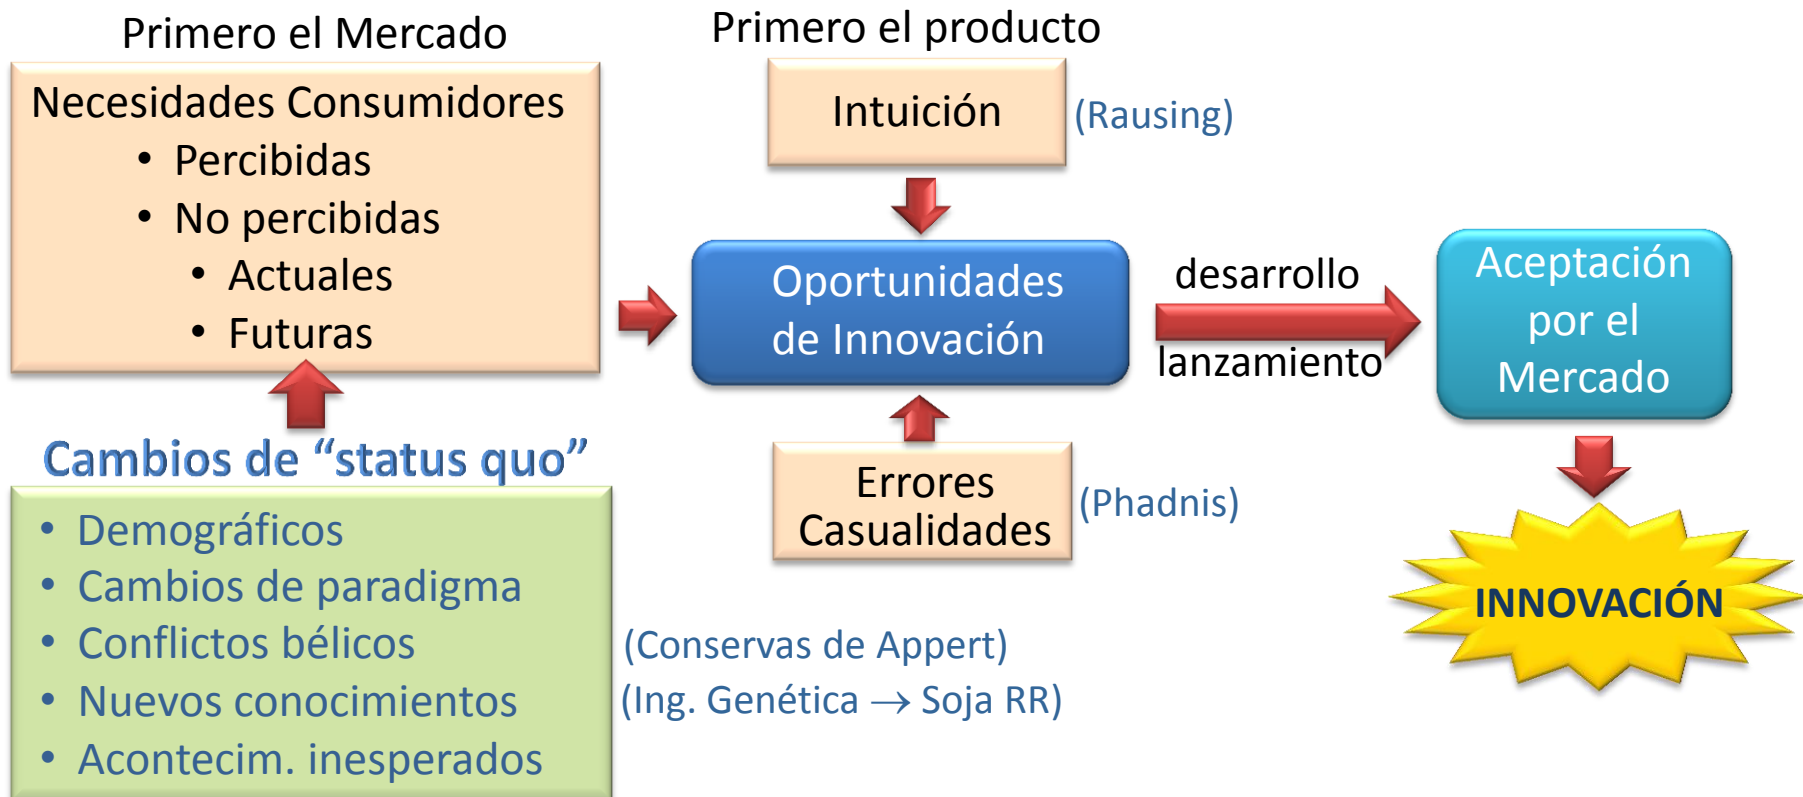 Primero el Mercado
Necesidades Consumidores
• Percibidas
• No percibidas
• Actuales
• Futuras
Cambios de “status quo”
• Demográficos
• Cambios de paradigma
• Conflictos bélicos
(Conservas de Appert)
• Nuevos conocimientos
(Ing. Genética → Soja RR)
• Acontecim. inesperados
Primero el producto
Intuición
(Rausing)
Oportunidades
de Innovación
Errores
Casualidades
(Phadnis)
desarrollo
lanzamiento
Aceptación
por el
Mercado
INNOVACIÓN